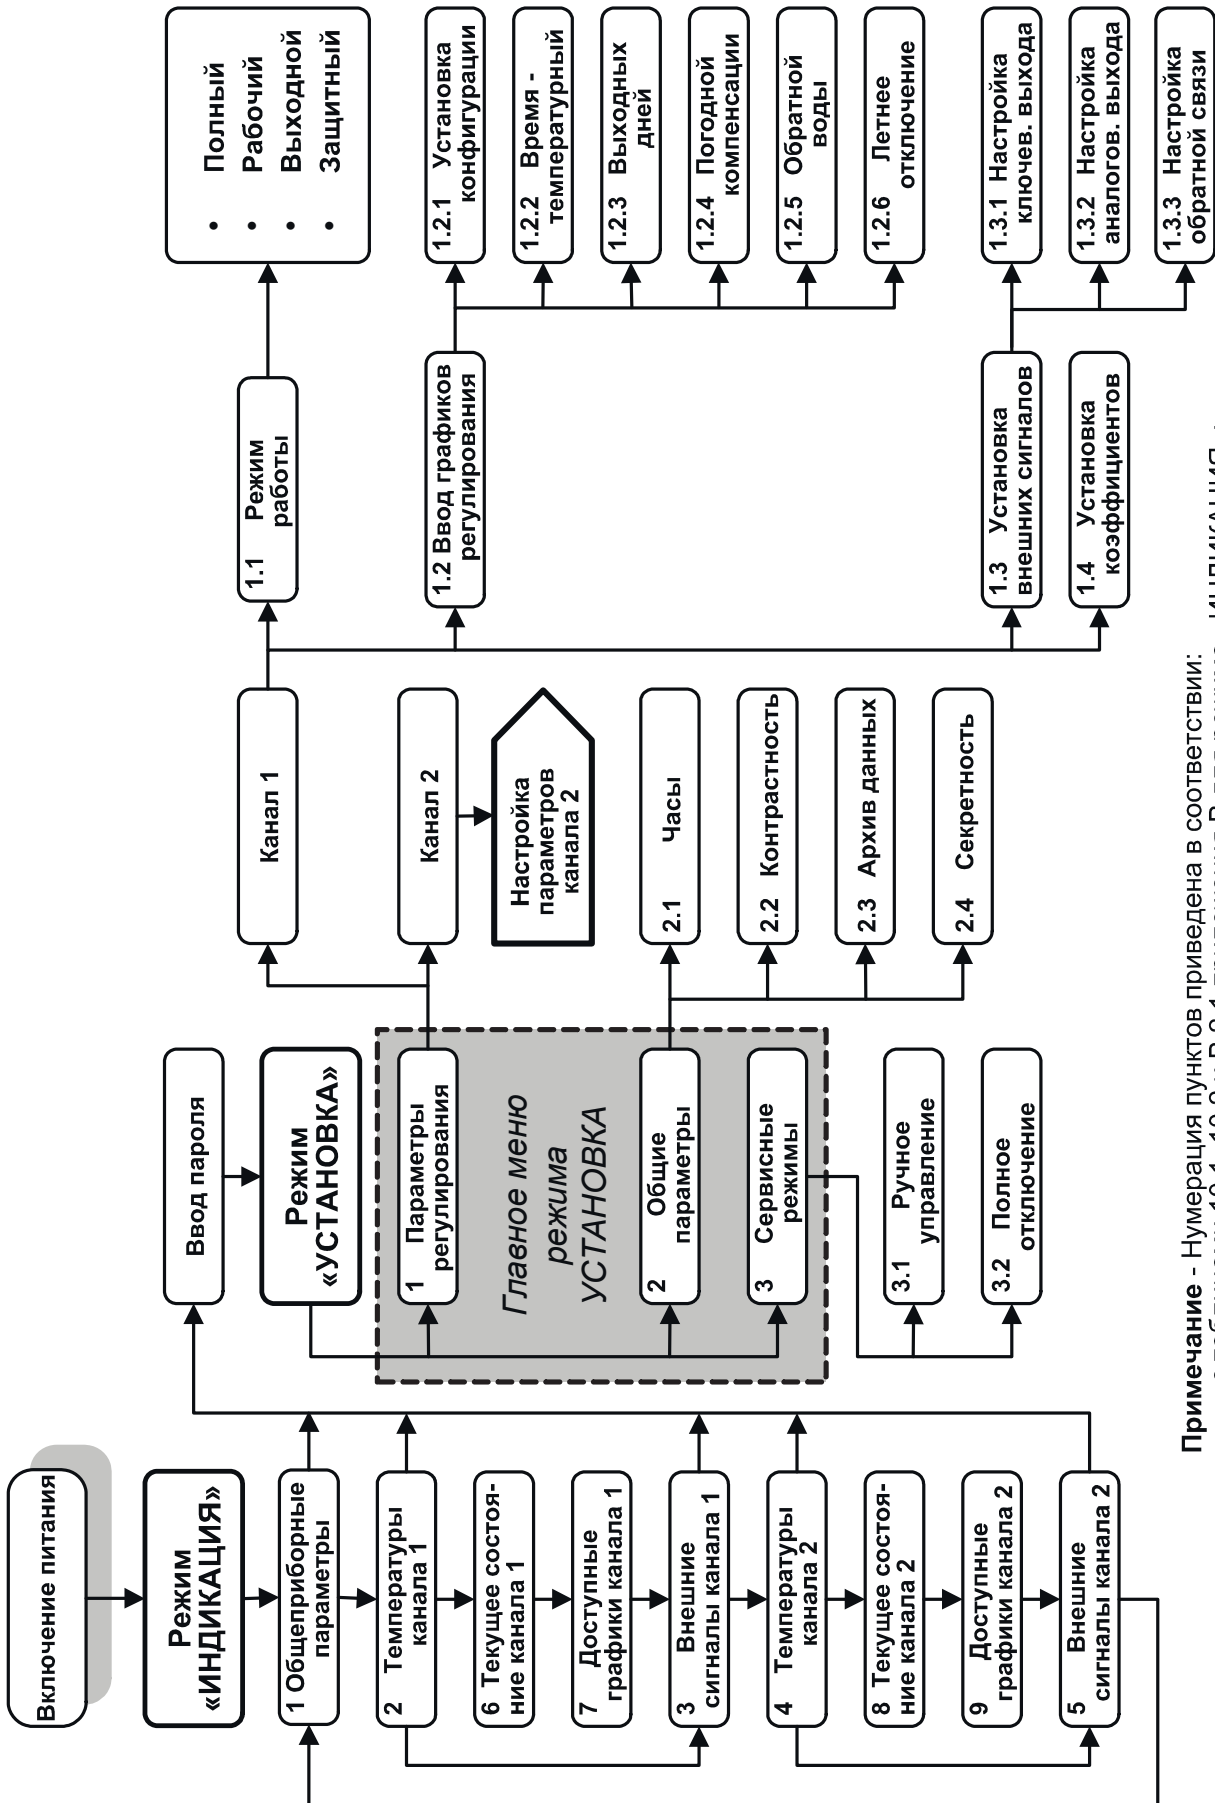 Включение питания
Режим
«ИНДИКАЦИЯ»
1 Общеприборные
параметры
2 Температуры
канала 1
6 Текущее состоя-
ние канала 1
7 Доступные
графики канала 1
3 Внешние
сигналы канала 1
4 Температуры
канала 2
8 Текущее состоя-
ние канала 2
9 Доступные
графики канала 2
5 Внешние
сигналы канала 2
Ввод пароля
Режим
«УСТАНОВКА»
1 Параметры
регулирования
Главное меню
режима
УСТАНОВКА
2 Общие
параметры
3 Сервисные
режимы
3.1 Ручное
управление
3.2 Полное
отключение
Канал 1
Канал 2
Настройка
параметров
канала 2
2.1 Часы
2.2 Контрастность
2.3 Архив данных
2.4 Секретность
1.1 Режим
работы
1.2 Ввод графиков
регулирования
1.3 Установка
внешних сигналов
1.4 Установка
коэффициентов
• Полный
• Рабочий
• Выходной
• Защитный
1.2.1 Установка
конфигурации
1.2.2 Время -
температурный
1.2.3 Выходных
дней
1.2.4 Погодной
компенсации
1.2.5 Обратной
воды
1.2.6 Летнее
отключение
1.3.1 Настройка
ключев. выхода
1.3.2 Настройка
аналогов. выхода
1.3.3 Настройка
обратной связи
Примечание - Нумерация пунктов приведена в соответствии: